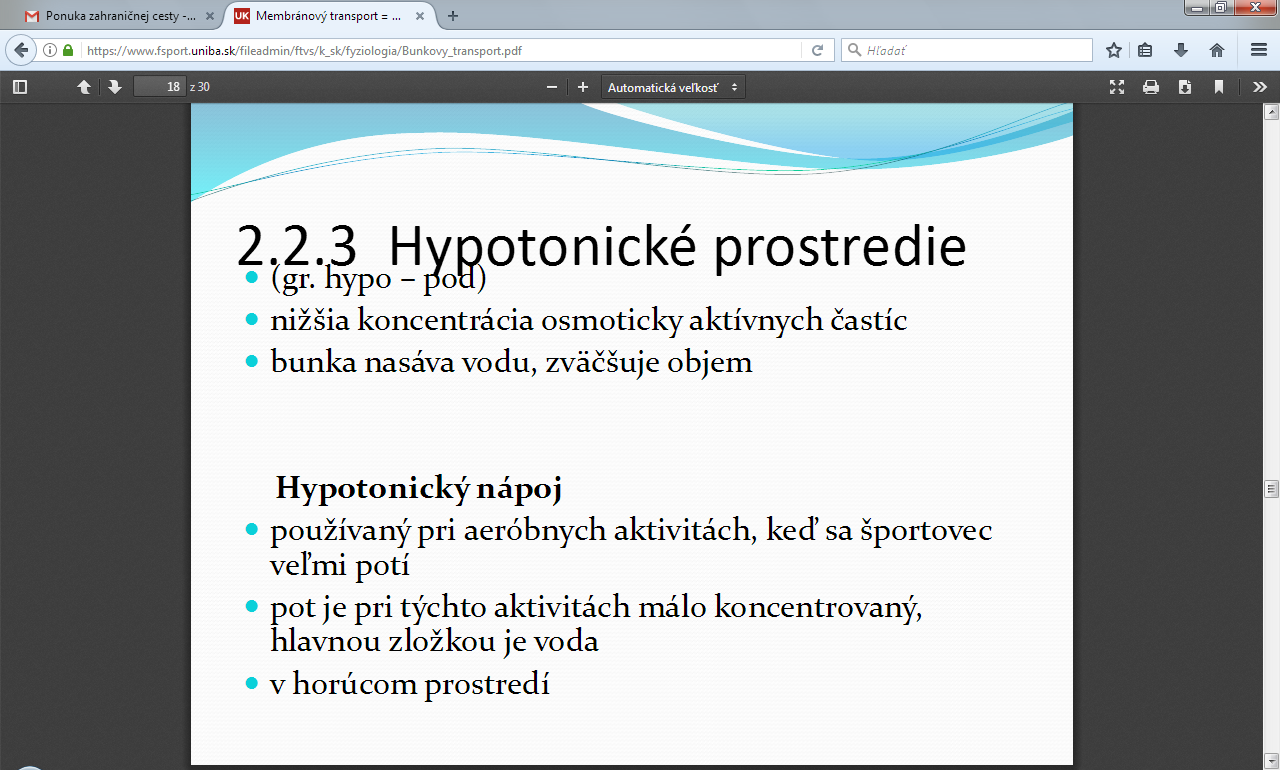 Ponuka zahraničnej cesty -...
UK Membránový transport = ...
https://www.fsport.uniba.sk/fileadmin/ftvs/k_sk/fyziologia/Bunkovy_transport.pdf
Hľadať
18 z 30
Automatická veľkosť
2.2.3 Hypotonické prostredie
(gr. hypo – pod)
nižšia koncentrácia osmoticky aktívnych častíc
bunka nasáva vodu, zväčšuje objem
Hypotonický nápoj
používaný pri aeróbnych aktivitách, keď sa športovec
veľmi potí
pot je pri týchto aktivitách málo koncentrovaný,
hlavnou zložkou je voda
v horúcom prostredí